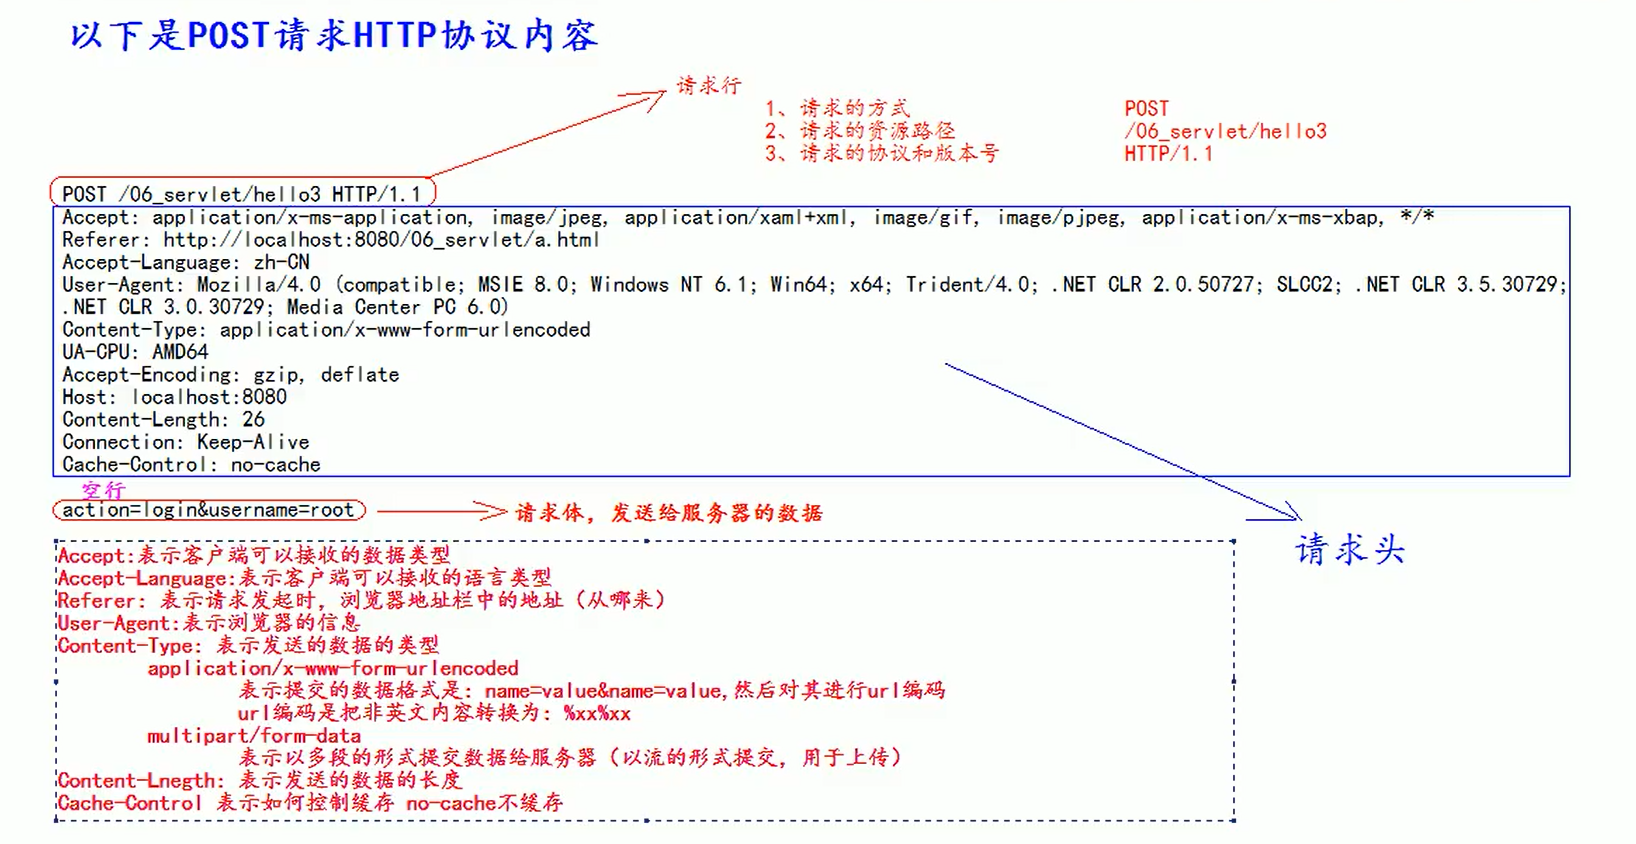 以下是POST请求HTTP协议内容
请求行
1、请求的方式 POST
2、请求的资源路径 /06_servlet/hello3
3、请求的协议和版本号 HTTP/1.1
POST /06_servlet/hello3 HTTP/1.1
Accept: application/x-ms-application, image/jpeg, application/xaml+xml, image/gif, image/pjpeg, application/x-ms-xbap, */*
Referer: http://localhost:8080/06_servlet/a.html
Accept-Language: zh-CN
User-Agent: Mozilla/4.0 (compatible; MSIE 8.0; Windows NT 6.1; Win64; x64; Trident/4.0; .NET CLR 2.0.50727; SLCC2; .NET CLR 3.5.30729;
.NET CLR 3.0.30729; Media Center PC 6.0)
Content-Type: application/x-www-form-urlencoded
UA-CPU: AMD64
Accept-Encoding: gzip, deflate
Host: localhost:8080
Content-Length: 26
Connection: Keep-Alive
Cache-Control: no-cache
空行
action=login&username=root
请求体，发送给服务器的数据
请求头
Accept:表示客户端可以接收的数据类型
Accept-Language:表示客户端可以接收的语言类型
Referer: 表示请求发起时，浏览器地址栏中的地址（从哪来）
User-Agent:表示浏览器的信息
Content-Type: 表示发送的数据的类型
application/x-www-form-urlencoded
表示提交的数据格式是: name=value&name=value,然后对其进行url编码
url编码是把非英文内容转换为: %xx%xx
multipart/form-data
表示以多段的形式提交数据给服务器（以流的形式提交，用于上传）
Content-Lnegth: 表示发送的数据的长度
Cache-Control 表示如何控制缓存 no-cache不缓存